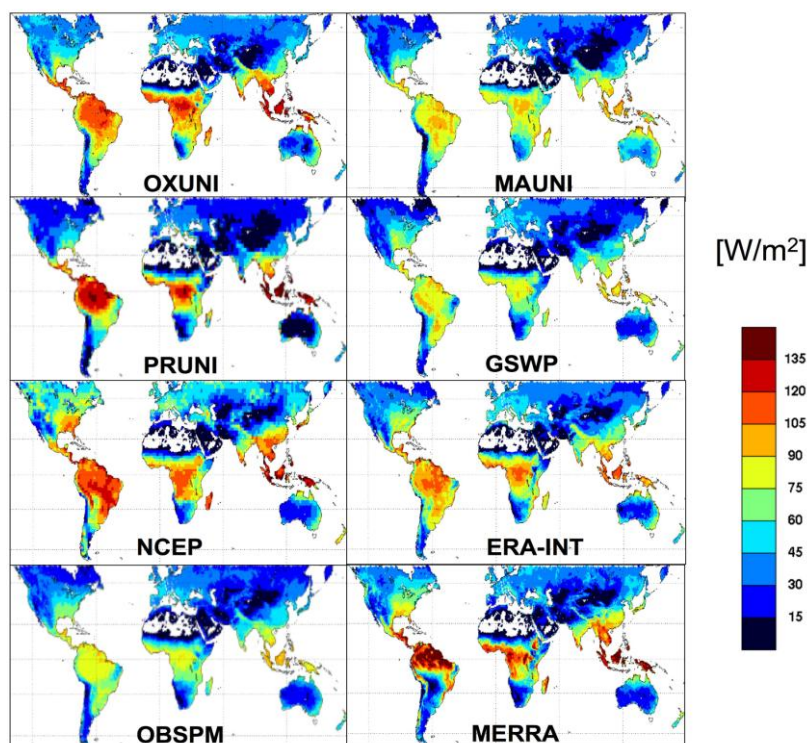 OXUNI
MAUNI
PRUNI
GSWP
[W/m²]
NCEP
ERA-INT
OBSPM
MERRA
135
120
105
90
75
60
45
30
15